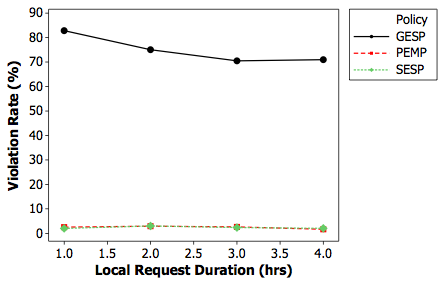 90
80
70
60
50
40
30
20
10
0
Violation Rate (%)
1.0 1.5 2.0 2.5 3.0 3.5 4.0
Local Request Duration (hrs)
Policy
GESP
PEMP
SESP